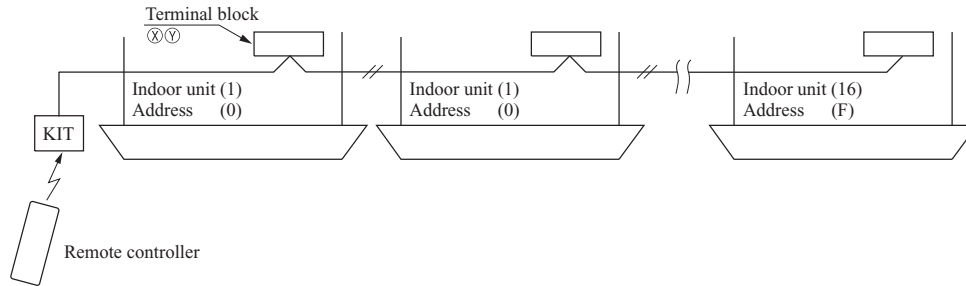 Terminal block
ⓍⓎ
Indoor unit (1)
Address (0)
Indoor unit (1)
Address (0)
Indoor unit (16)
Address (F)
KIT
Remote controller